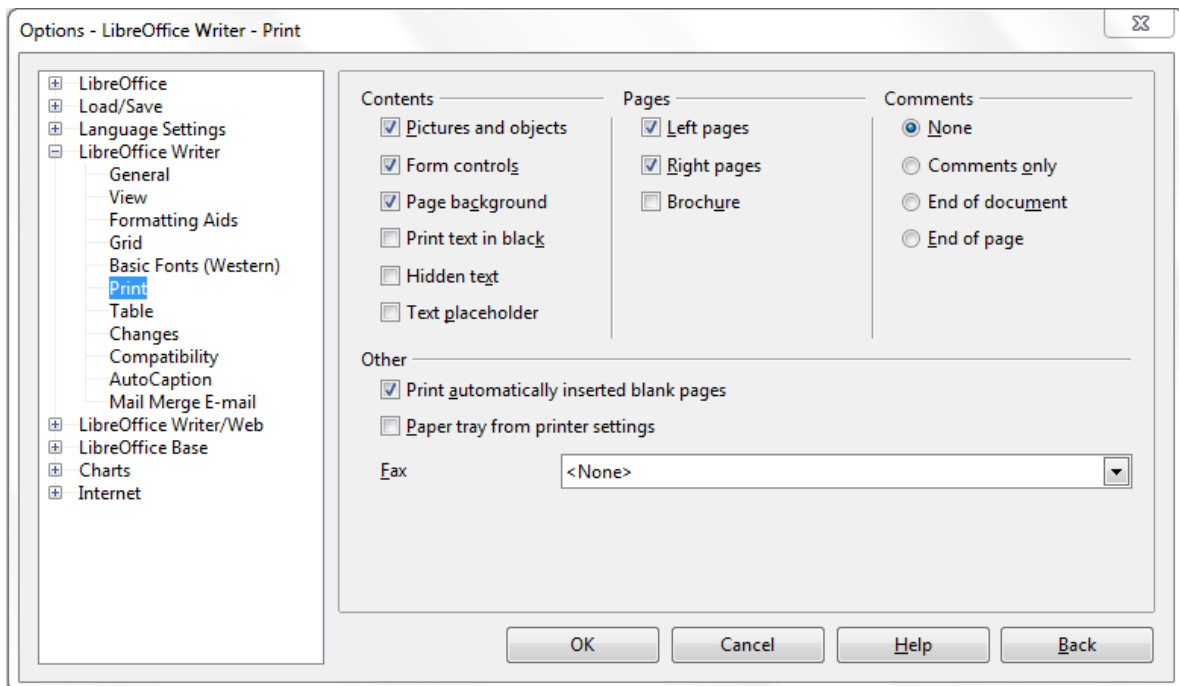 Options - LibreOffice Writer - Print
LibreOffice
Load/Save
Language Settings
LibreOffice Writer
General
View
Formatting Aids
Grid
Basic Fonts (Western)
Print
Table
Changes
Compatibility
AutoCaption
Mail Merge E-mail
LibreOffice Writer/Web
LibreOffice Base
Charts
Internet
Contents
Pictures and objects
Form controls
Page background
Print text in black
Hidden text
Text placeholder
Pages
Left pages
Right pages
Brochure
Comments
None
Comments only
End of document
End of page
Other
Print automatically inserted blank pages
Paper tray from printer settings
Fax <None>
OK Cancel Help Back